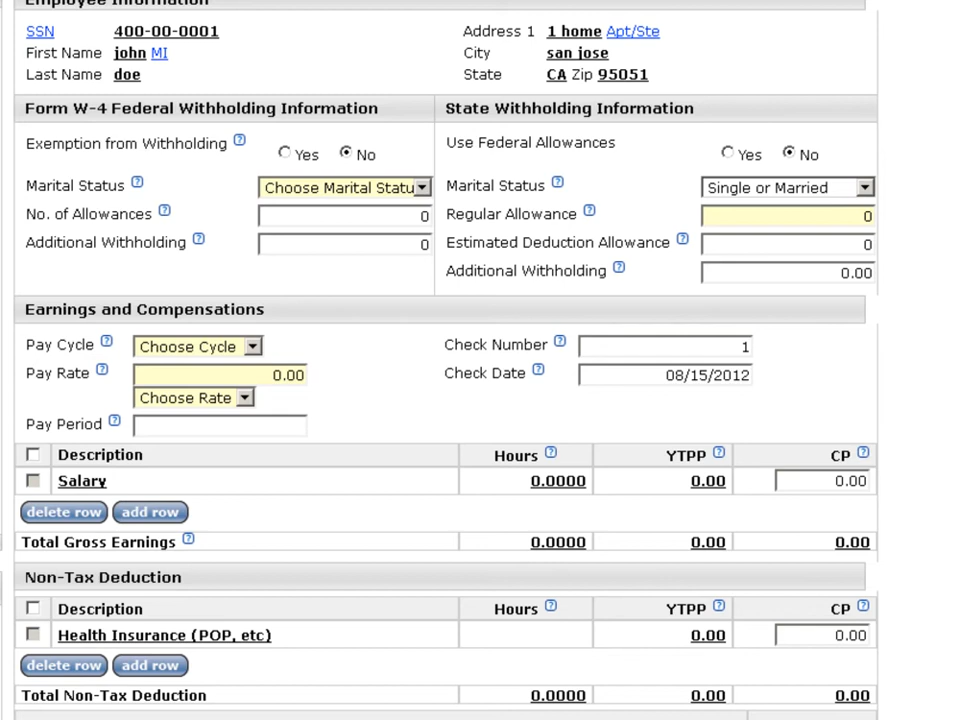 Employee Information
SSN 400-00-0001 Address 1 1 home Apt/Ste
First Name john MI City san jose
Last Name doe State CA Zip 95051
Form W-4 Federal Withholding Information State Withholding Information
Exemption from Withholding ? Yes No Use Federal Allowances Yes No
Marital Status ? Choose Marital Statu Marital Status ? Single or Married
No. of Allowances ? 0 Regular Allowance ? 0
Additional Withholding ? 0 Estimated Deduction Allowance ? 0
Additional Withholding ? 0.00
Earnings and Compensations
Pay Cycle ? Choose Cycle Check Number ? 1
Pay Rate ? 0.00 Check Date ? 08/15/2012
Choose Rate
Pay Period ?
Description Hours ? YTPP ? CP ?
Salary 0.0000 0.00 0.00
delete row add row
Total Gross Earnings ? 0.0000 0.00 0.00
Non-Tax Deduction
Description Hours ? YTPP ? CP ?
Health Insurance (POP, etc) 0.00 0.00
delete row add row
Total Non-Tax Deduction 0.0000 0.00 0.00